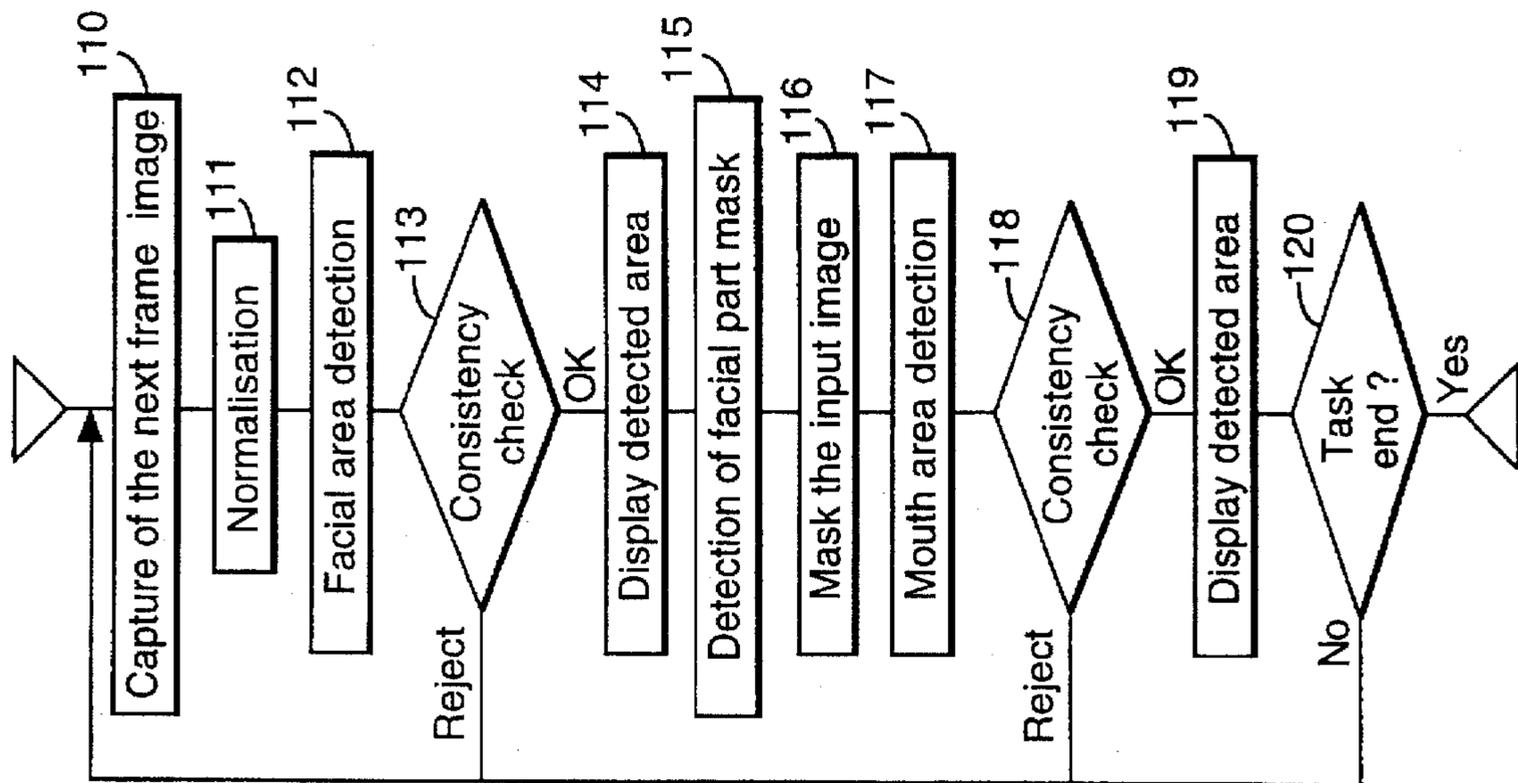 110
Capture of the next frame image
111
Normalisation
112
Facial area detection
113
Consistency
check
Reject
OK
114
Display detected area
115
Detection of facial part mask
116
Mask the input image
117
Mouth area detection
118
Consistency
check
Reject
OK
119
Display detected area
120
Task
end ?
No
Yes